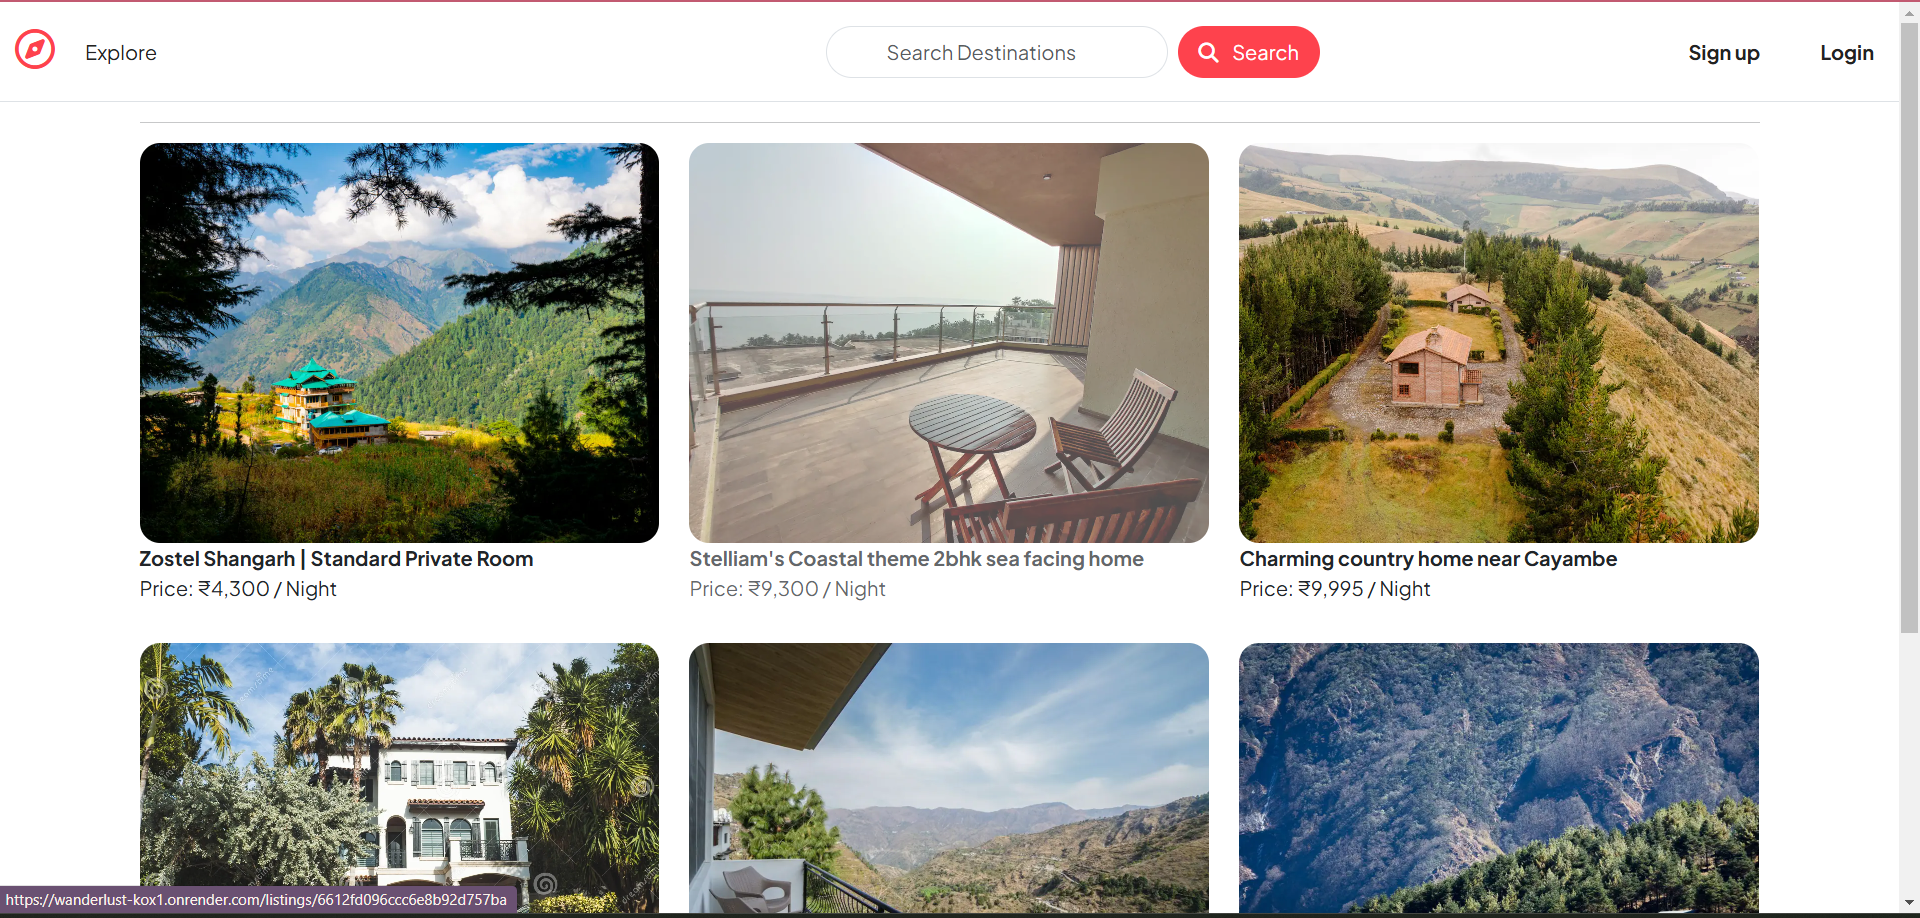 Explore
Search Destinations
Search
Sign up
Login
Zostel Shangarh | Standard Private Room
Price: ₹4,300 / Night
Stelliam's Coastal theme 2bhk sea facing home
Price: ₹9,300 / Night
Charming country home near Cayambe
Price: ₹9,995 / Night
https://wanderlust-kox1.onrender.com/listings/6612fd096ccc6e8b92d757ba